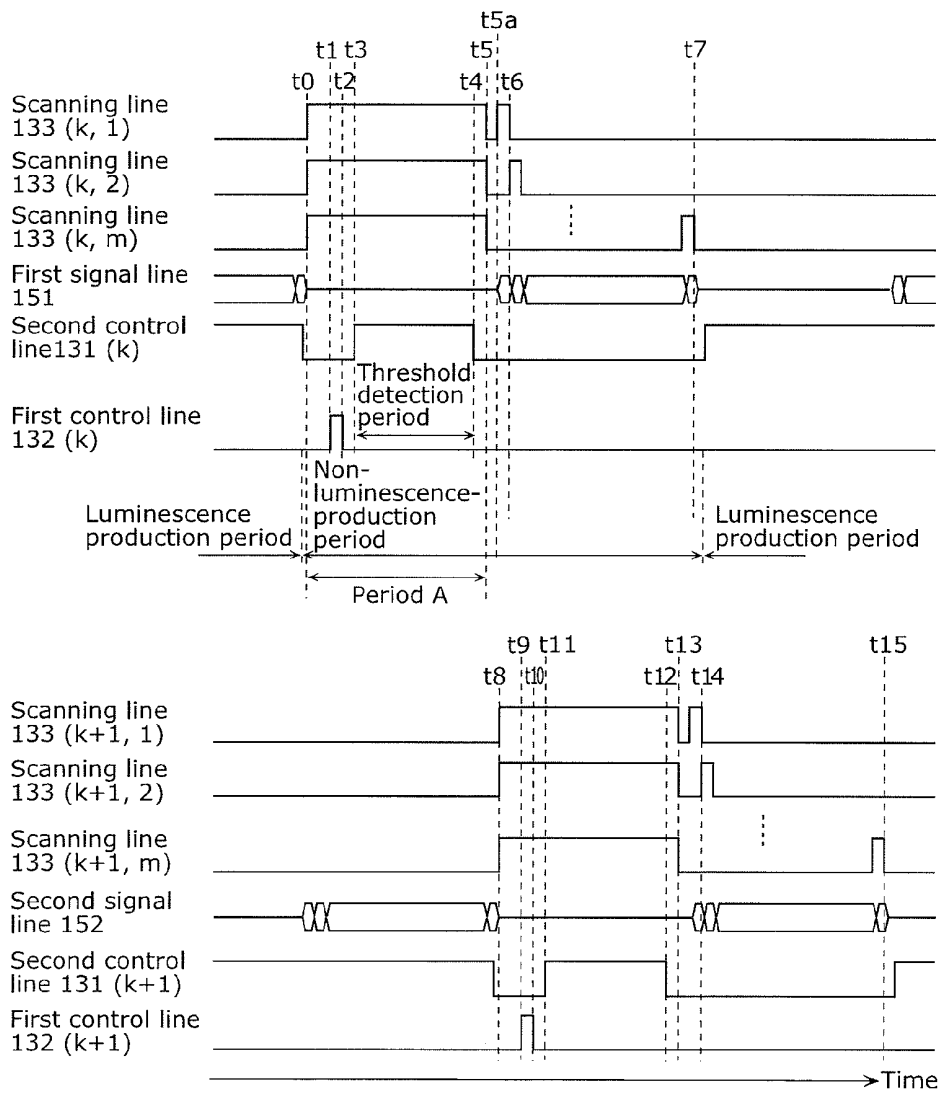 t5a
t1 t3 t5 t7
t0 t2 t4 t6
Scanning line
133 (k, 1)
Scanning line
133 (k, 2)
Scanning line
133 (k, m)
First signal line
151
Second control
line131 (k)
Threshold
detection
period
First control line
132 (k)
Non-
luminescence-
production
period
Luminescence
production period
Luminescence
production period
Period A
t9 t11 t13 t15
t8 t10 t12 t14
Scanning line
133 (k+1, 1)
Scanning line
133 (k+1, 2)
Scanning line
133 (k+1, m)
Second signal
line 152
Second control
line 131 (k+1)
First control line
132 (k+1)
Time